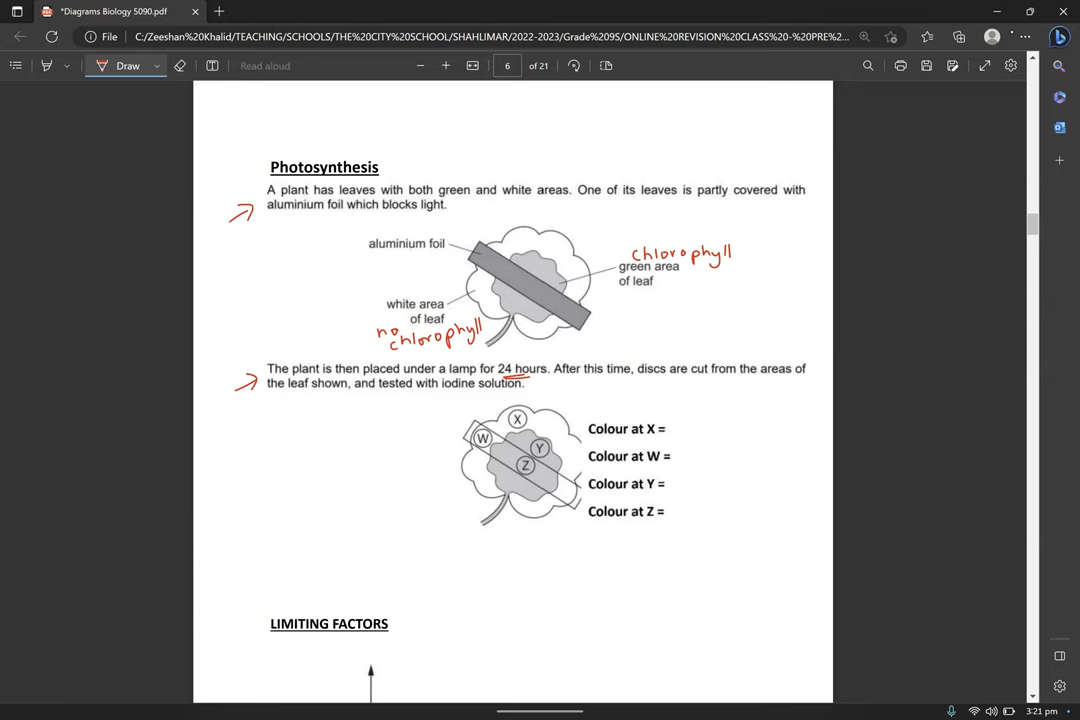 *Diagrams Biology 5090.pdf
File
C:/Zeeshan%20Khalid/TEACHING/SCHOOLS/THE%20CITY%20SCHOOL/SHAHLIMAR/2022-2023/Grade%209S/ONLINE%20REVISION%20CLASS%20-%20PRE%2...
Draw
Read aloud
6
of 21
Photosynthesis
A plant has leaves with both green and white areas. One of its leaves is partly covered with
aluminium foil which blocks light.
aluminium foil
chlorophyll
green area
of leaf
white area
of leaf
no
chlorophyll
The plant is then placed under a lamp for 24 hours. After this time, discs are cut from the areas of
the leaf shown, and tested with iodine solution.
X
W
Y
Z
Colour at X =
Colour at W =
Colour at Y =
Colour at Z =
LIMITING FACTORS
3:21 pm